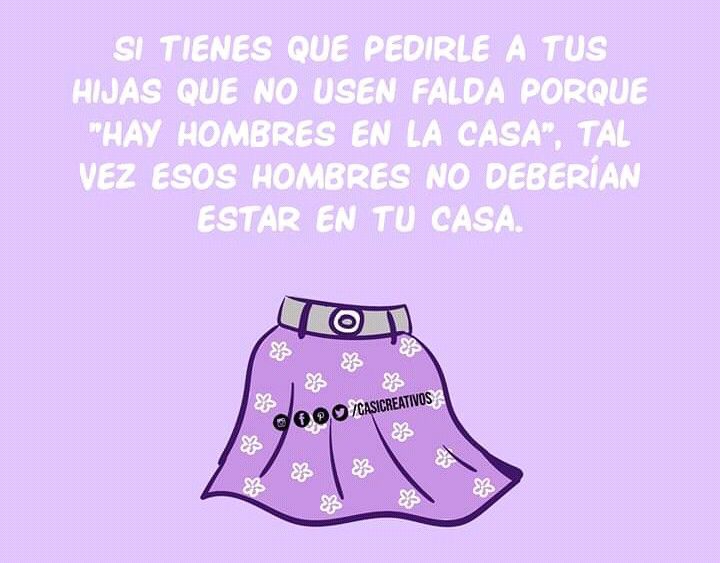 SI TIENES QUE PEDIRLE A TUS
HIJAS QUE NO USEN FALDA PORQUE
"HAY HOMBRES EN LA CASA", TAL
VEZ ESOS HOMBRES NO DEBERÍAN
ESTAR EN TU CASA.
/CASICREATIVOS